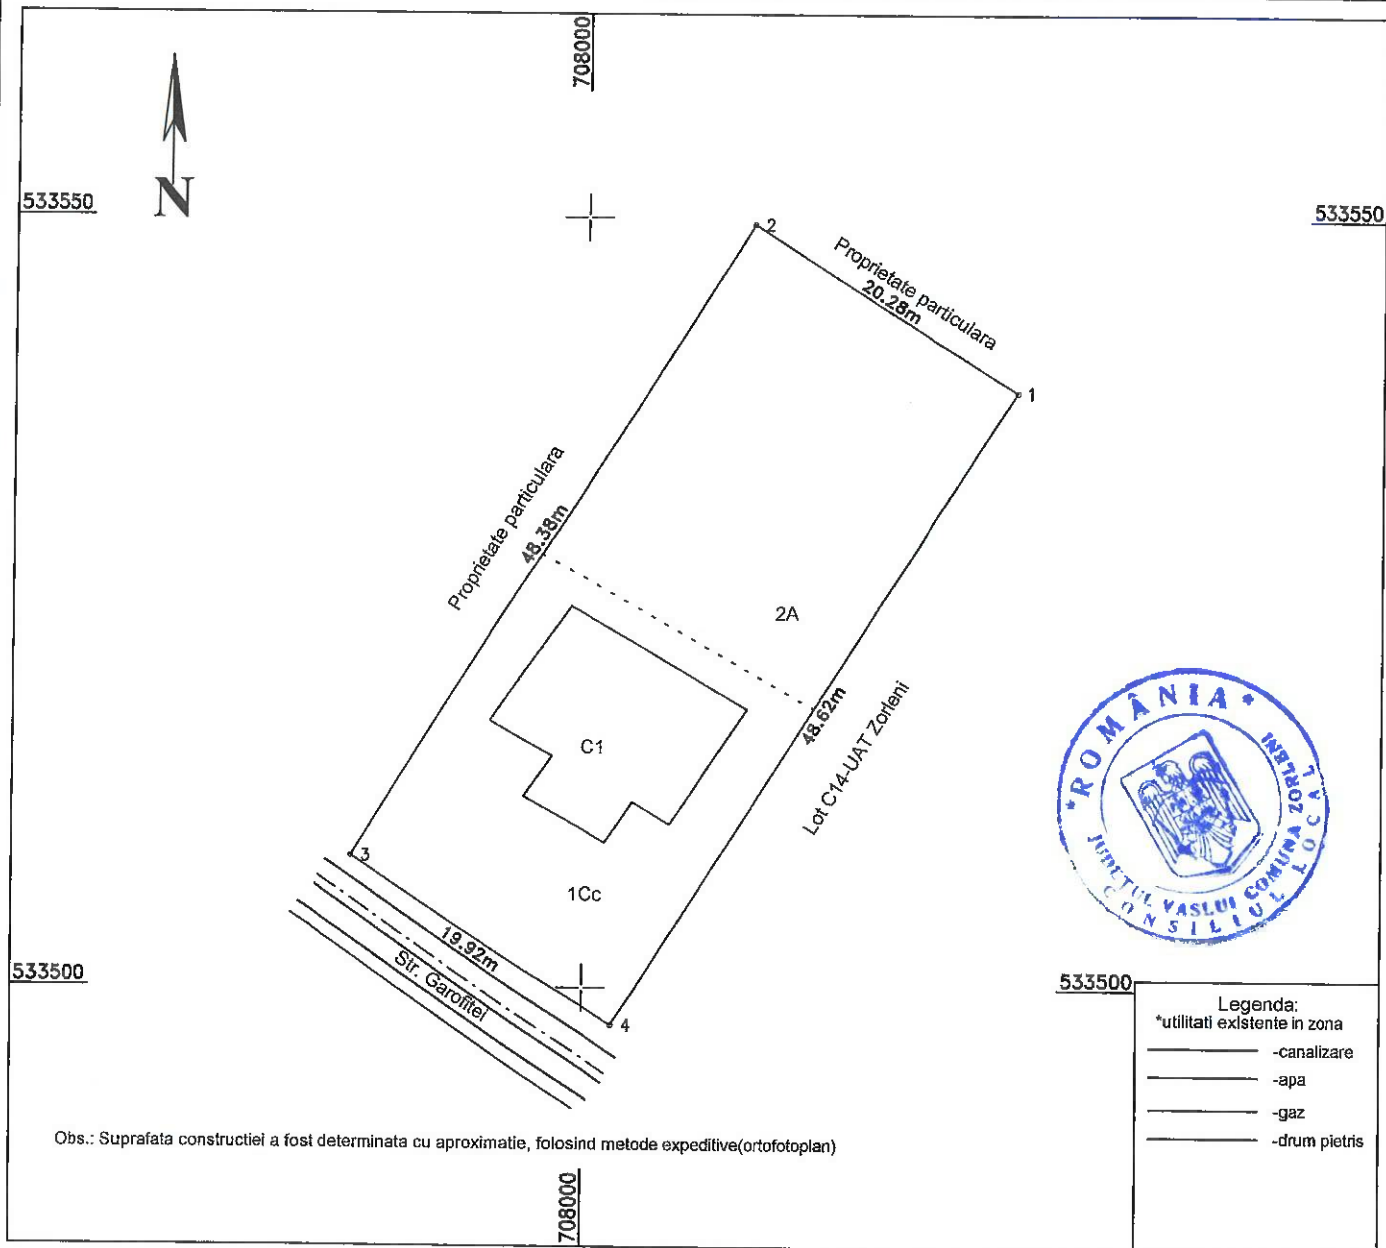 708000
N
533550
533550
2
Proprietate particulara
20.28m
1
Proprietate particulara
48.38m
2A
48.62m
Lot C14-UAT Zorleni
C1
3
1Cc
19.92m
Str. Garofitei
4
533500
533500
*ROMÂNIA*
JUDEȚUL VASLUI COMUNA ZORLENI
CONSILIUL LOCAL
Legenda:
*utilitati existente in zona
-canalizare
-apa
-gaz
-drum pietris
Obs.: Suprafata constructiei a fost determinata cu aproximatie, folosind metode expeditive(ortofotoplan)
708000